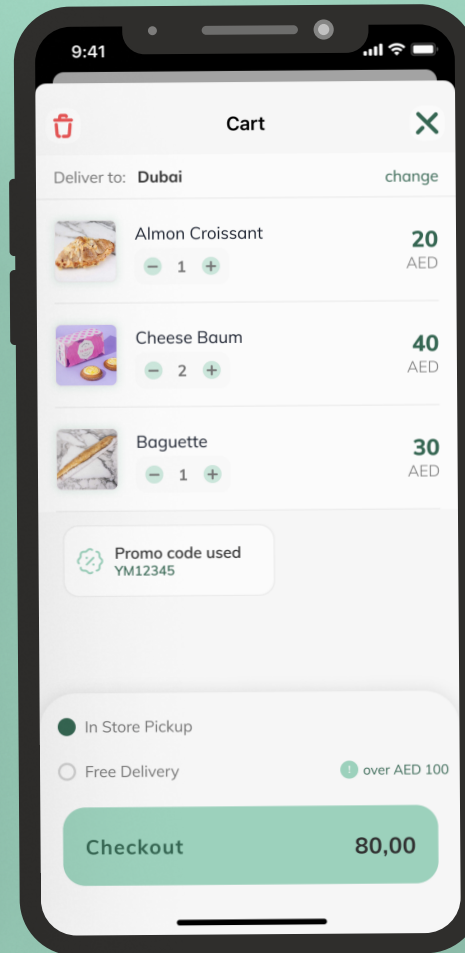 9:41
Cart
Deliver to: Dubai change
Almon Croissant
20
1
AED
Cheese Baum
40
2
AED
Baguette
30
1
AED
Promo code used
YM12345
In Store Pickup
Free Delivery ! over AED 100
Checkout 80,00